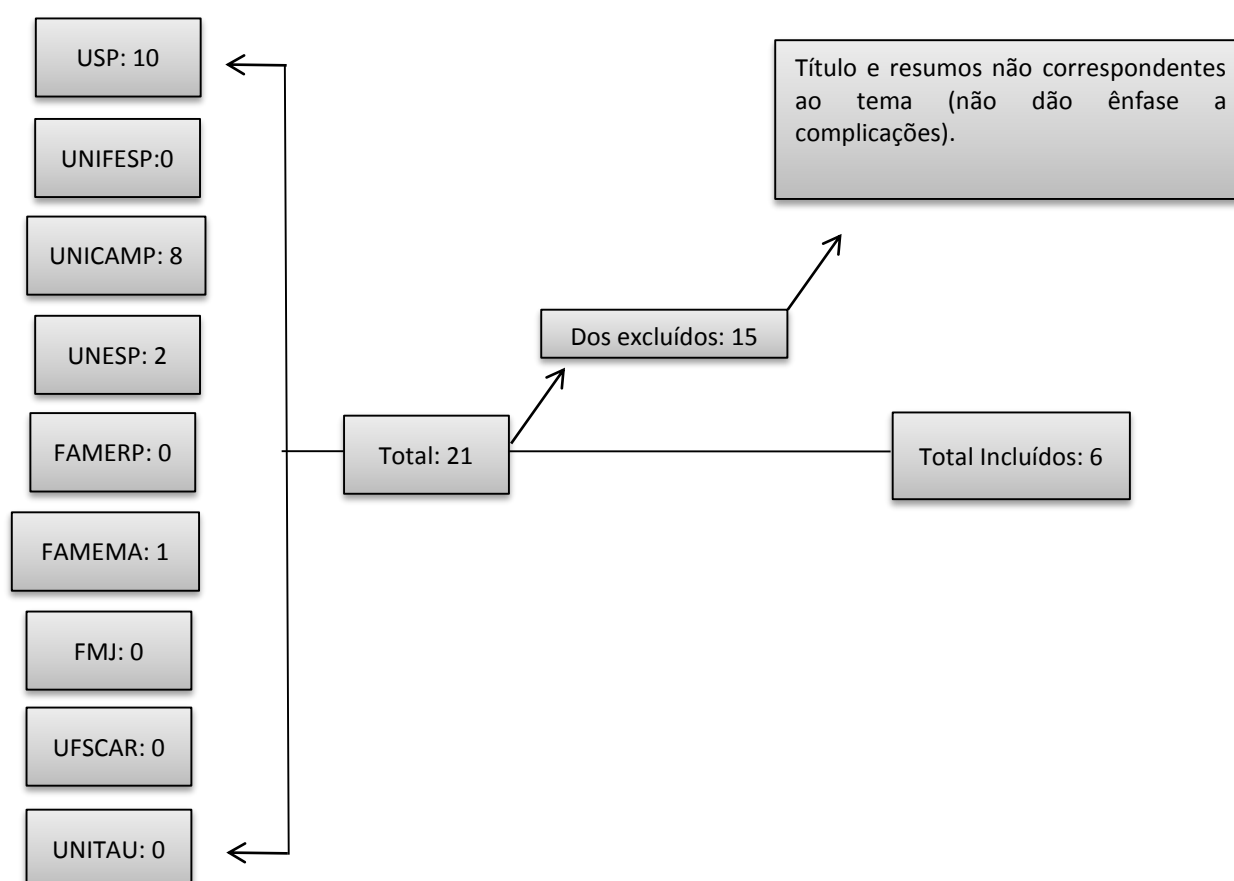 USP: 10
UNIFESP:0
UNICAMP: 8
UNESP: 2
FAMERP: 0
FAMEMA: 1
FMJ: 0
UFSCAR: 0
UNITAU: 0
Total: 21
Dos excluídos: 15
Título e resumos não correspondentes
ao tema (não dão ênfase a
complicações).
Total Incluídos: 6